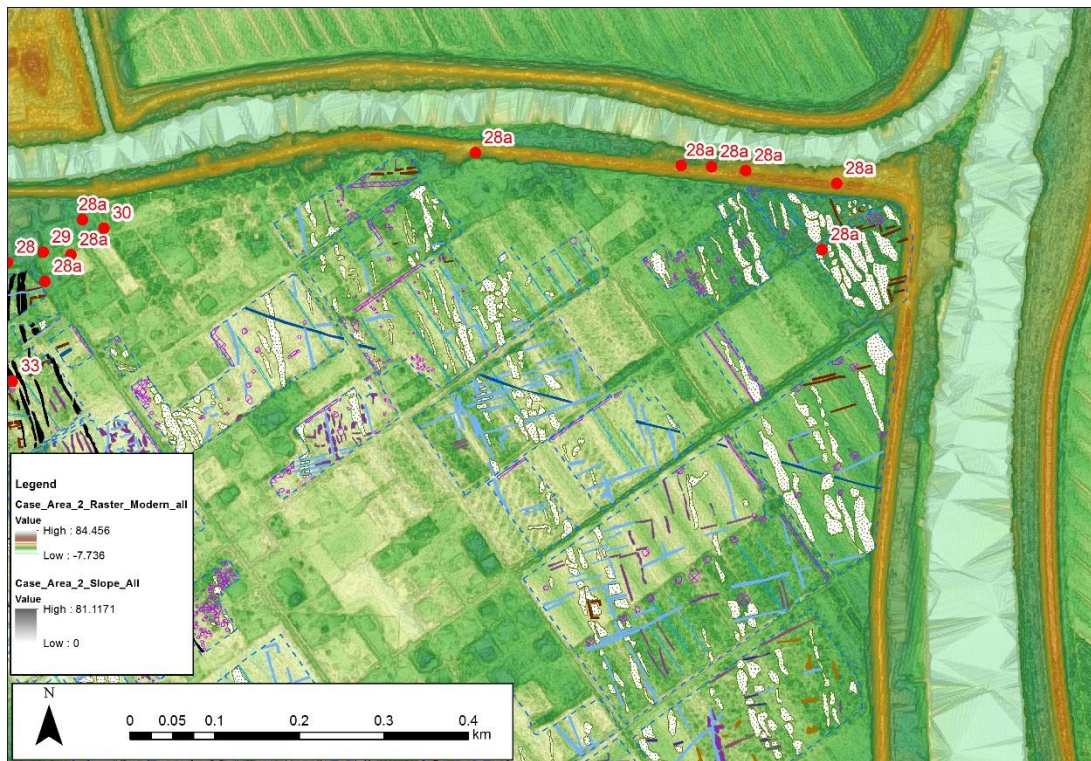 28a
28a
28a
28a
28a
28a
30
29
28a
28
28a
28a
33
Legend
Case_Area_2_Raster_Modern_all
Value
High : 84.456
Low : -7.736
Case_Area_2_Slope_All
Value
High : 81.1171
Low : 0
N
0 0.05 0.1 0.2 0.3 0.4
km